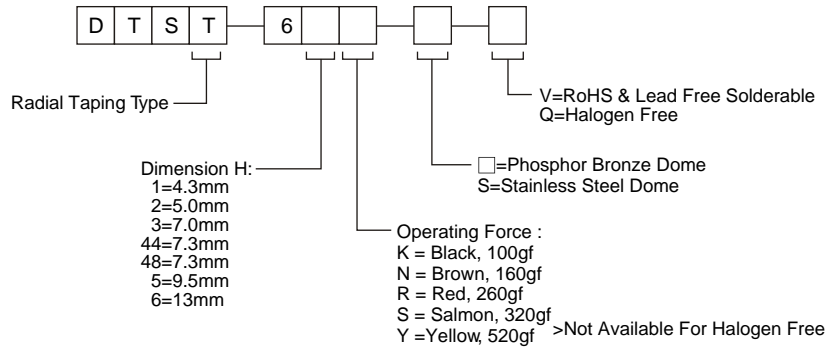 D T S T 6
Radial Taping Type
V=RoHS & Lead Free Solderable
Q=Halogen Free
□=Phosphor Bronze Dome
S=Stainless Steel Dome
Dimension H:
1=4.3mm
2=5.0mm
3=7.0mm
44=7.3mm
48=7.3mm
5=9.5mm
6=13mm
Operating Force :
K = Black, 100gf
N = Brown, 160gf
R = Red, 260gf
S = Salmon, 320gf
Y =Yellow, 520gf >Not Available For Halogen Free